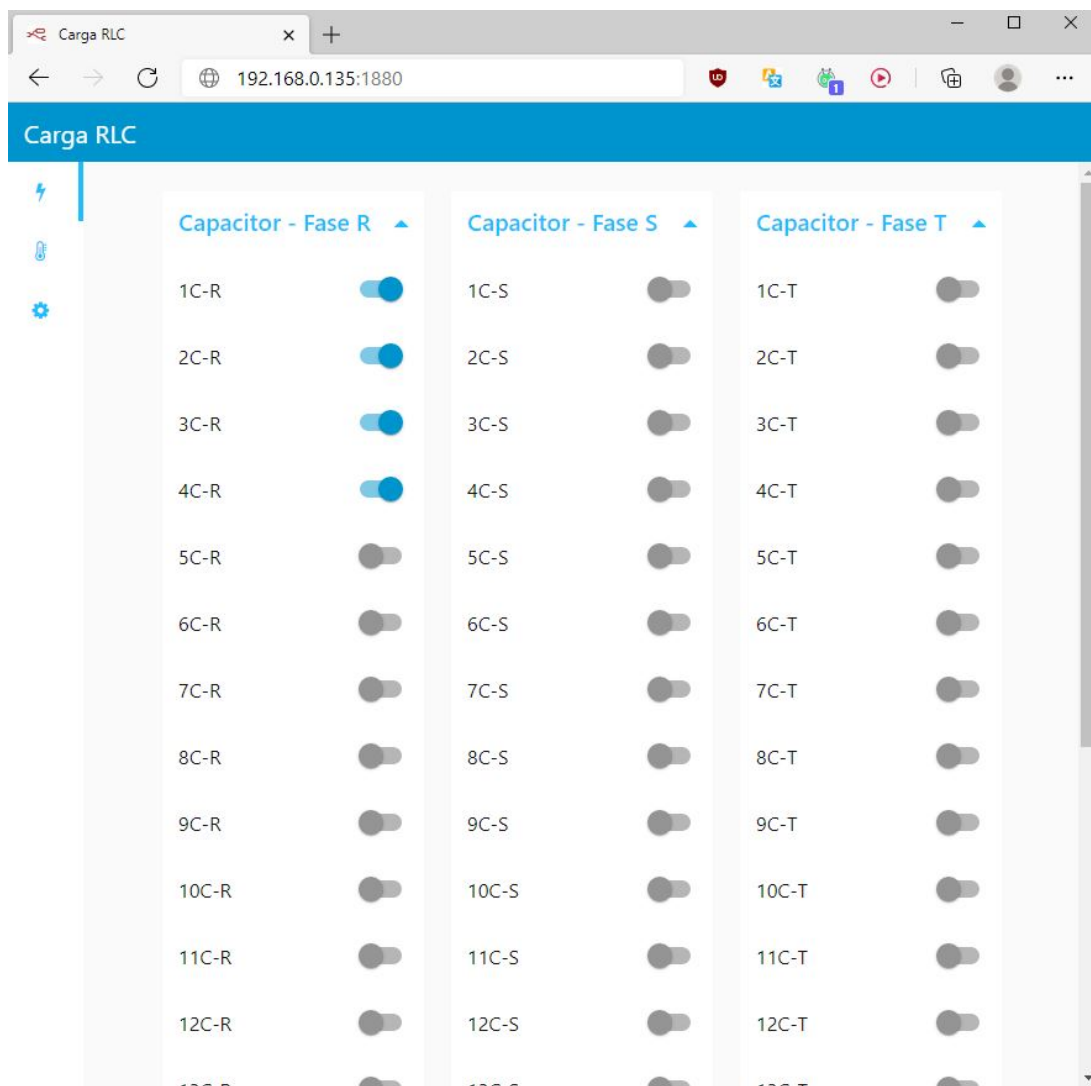 Carga RLC
192.168.0.135:1880
1
Carga RLC
Capacitor - Fase R
1C-R
2C-R
3C-R
4C-R
5C-R
6C-R
7C-R
8C-R
9C-R
10C-R
11C-R
12C-R
Capacitor - Fase S
1C-S
2C-S
3C-S
4C-S
5C-S
6C-S
7C-S
8C-S
9C-S
10C-S
11C-S
12C-S
Capacitor - Fase T
1C-T
2C-T
3C-T
4C-T
5C-T
6C-T
7C-T
8C-T
9C-T
10C-T
11C-T
12C-T